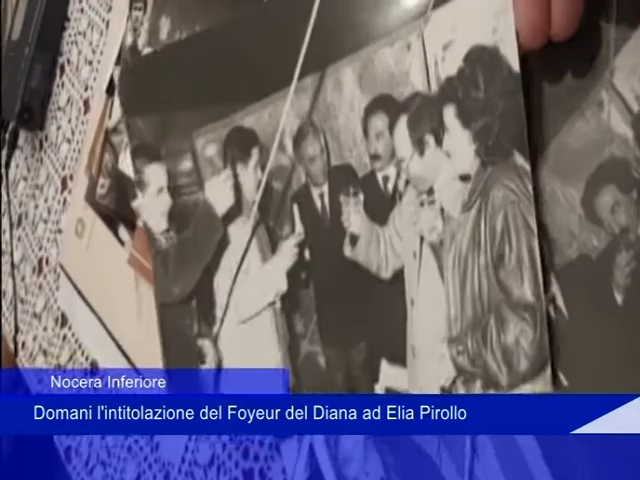 Nocera Inferiore
Domani l'intitolazione del Foyeur del Diana ad Elia Pirollo